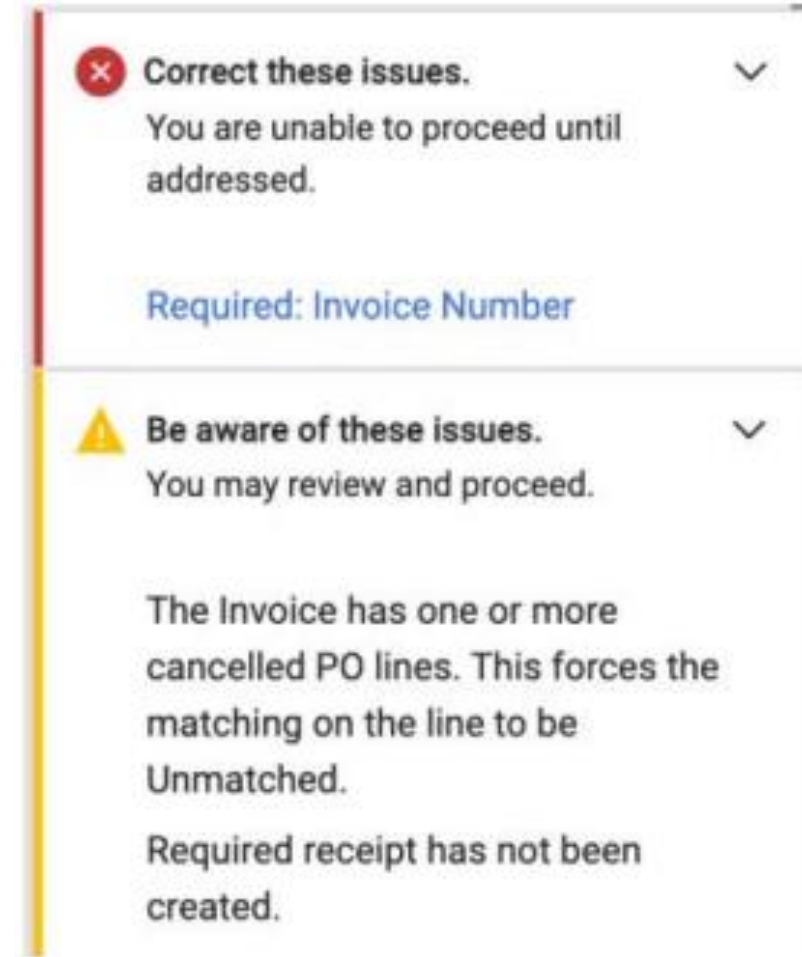 Correct these issues.
You are unable to proceed until
addressed.
Required: Invoice Number
Be aware of these issues.
You may review and proceed.
The Invoice has one or more
cancelled PO lines. This forces the
matching on the line to be
Unmatched.
Required receipt has not been
created.